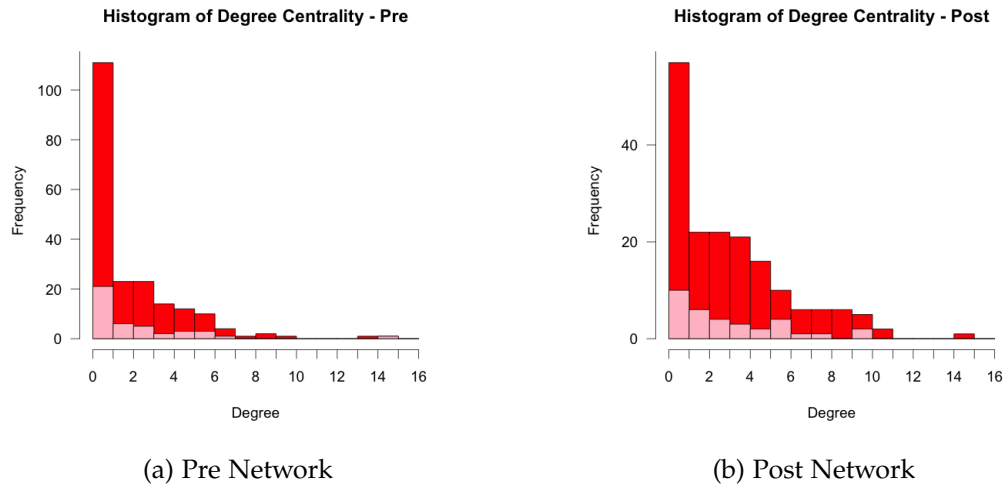 Histogram of Degree Centrality - Pre
Frequency
0
20
40
60
80
100
0 2 4 6 8 10 12 14 16
Degree
(a) Pre Network
Histogram of Degree Centrality - Post
Frequency
0
20
40
0 2 4 6 8 10 12 14 16
Degree
(b) Post Network